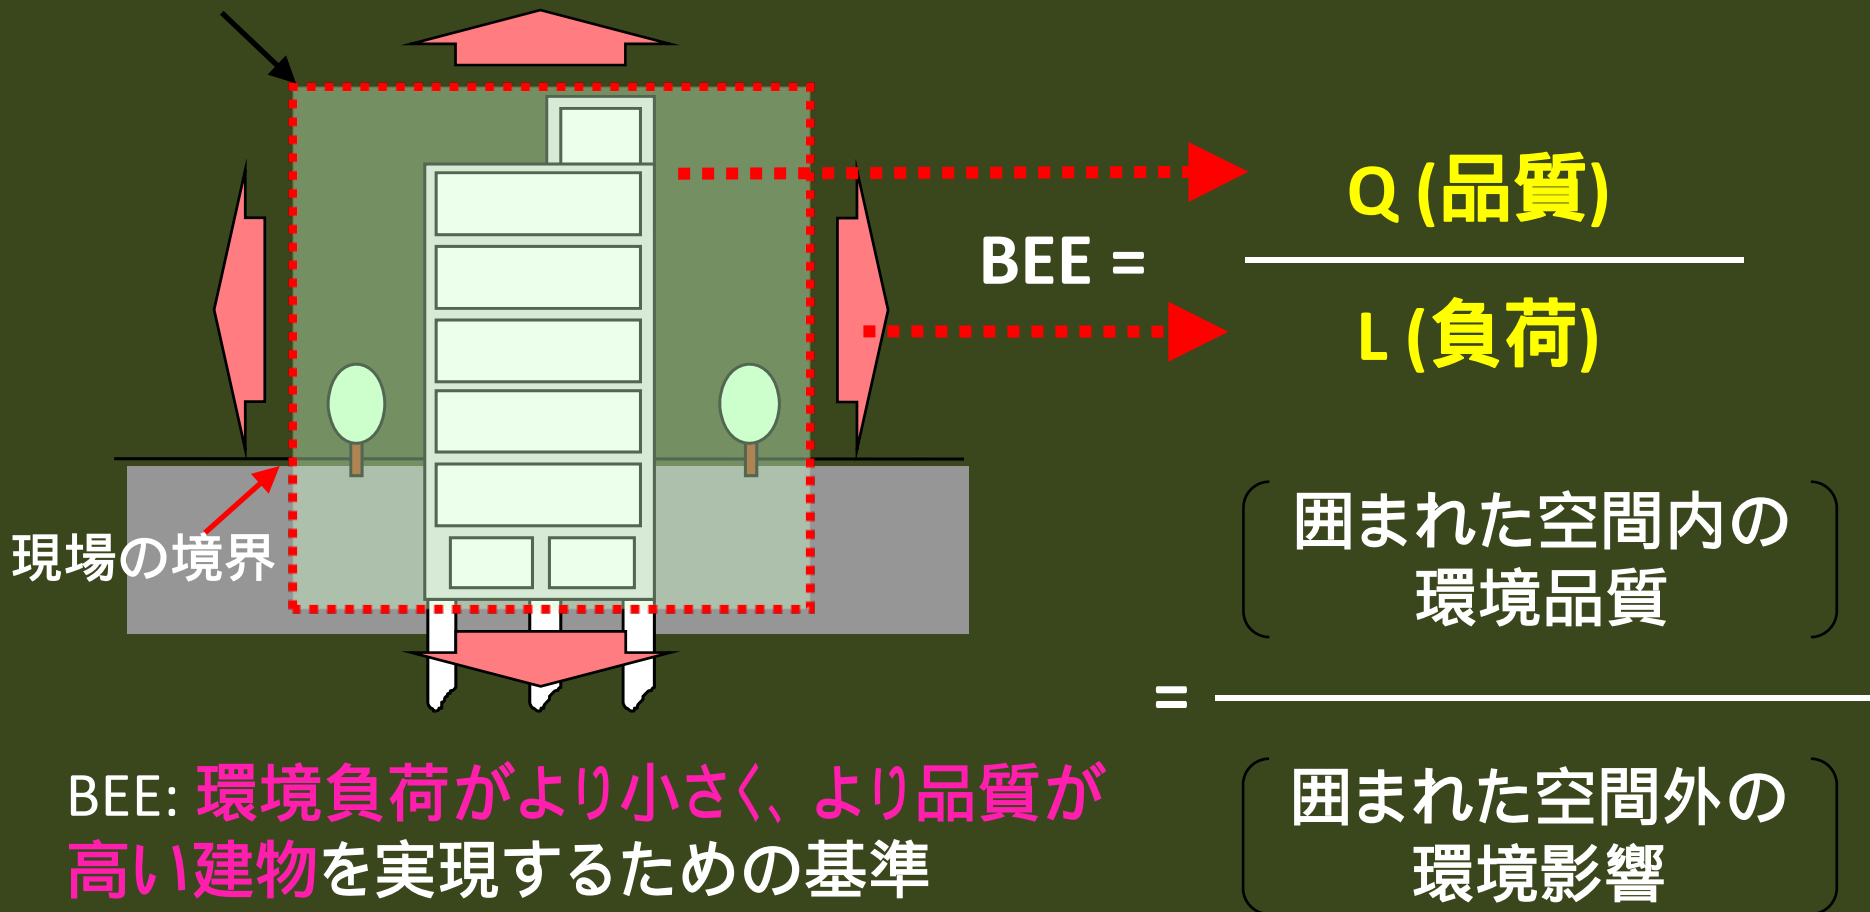 Q (品質)
BEE =
L (負荷)
現場の境界
囲まれた空間内の
環境品質
=
囲まれた空間外の
環境影響
BEE: 環境負荷がより小さく、より品質が
高い建物を実現するための基準